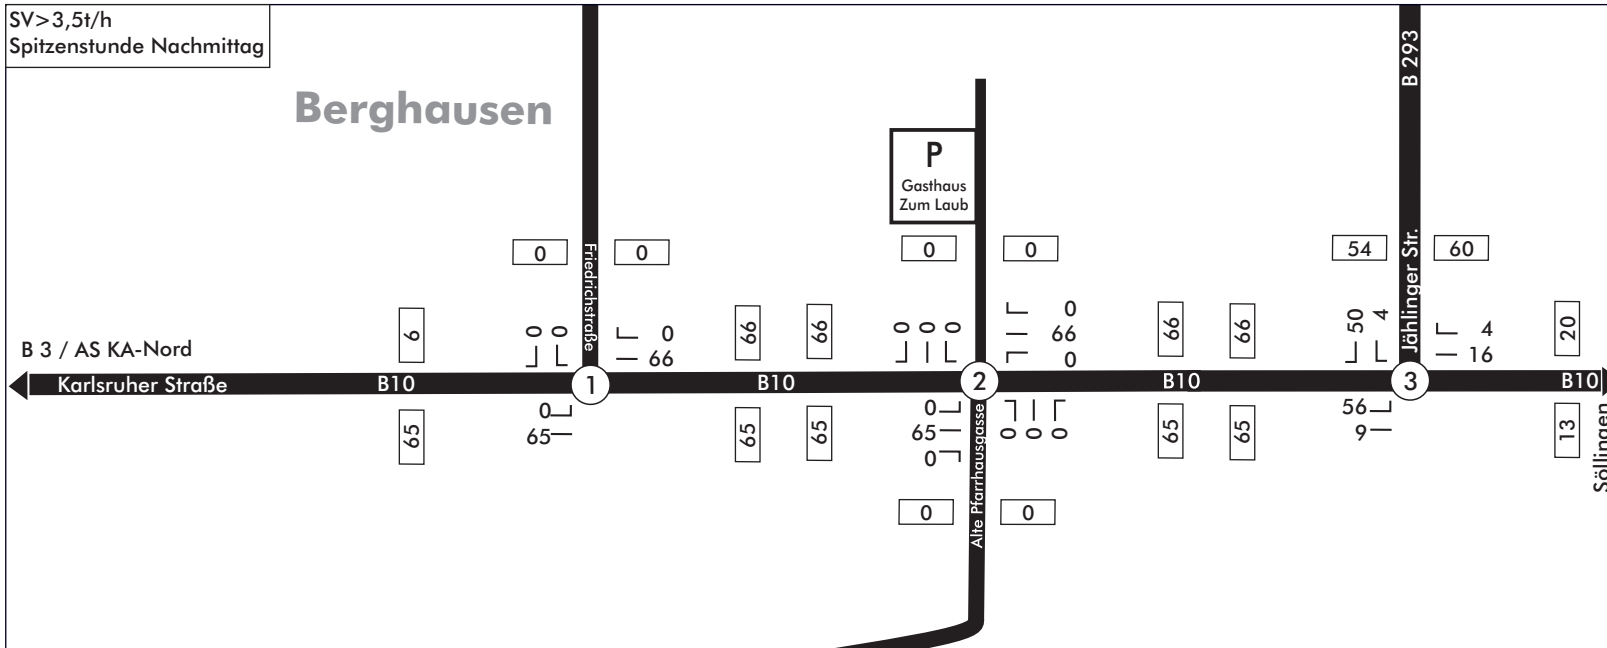 SV>3,5t/h
Spitzenstunde Nachmittag
Berghausen
B 293
P
Gasthaus
Zum Laub
0 0
0 0
54 60
Friedrichstraße
Jähllinger Str.
6
0 0
0
66
66 66
0 0 0
0
66
0
66 66
50 4
4
16
20
B 3 / AS KA-Nord
Karlsruher Straße B10 1 B10 2 B10 3 B10
65
0
65
65 65
0
65
0
0 0 0
65 65
56
9
13
Söllingen
Alte Pfarrhausgasse
0 0